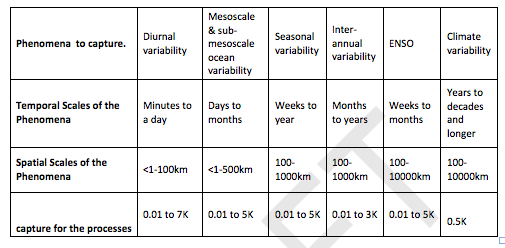 Phenomena to capture.
Diurnal
variability
Mesoscale
& sub-
mesoscale
ocean
variability
Seasonal
variability
Inter-
annual
variability
ENSO
Climate
variability
Temporal Scales of the
Phenomena
Minutes to
a day
Days to
months
Weeks to
year
Months
to years
Weeks to
months
Years to
decades
and
longer
Spatial Scales of the
Phenomena
<1-100km
<1-500km
100-
1000km
100-
1000km
100-
10000km
100-
10000km
capture for the processes
0.01 to 7K
0.01 to 5K
0.01 to 5K
0.01 to 3K
0.01 to 5K
0.5K